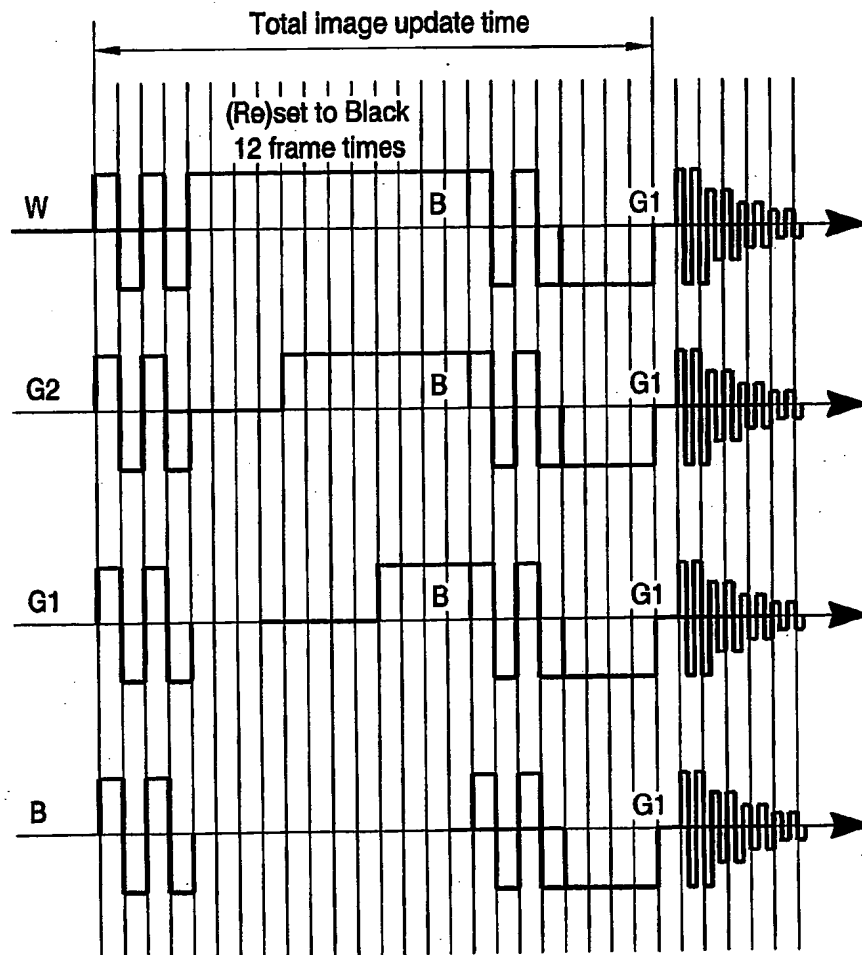 Total image update time
(Re)set to Black
12 frame times
W
B
G1
G2
B
G1
G1
B
G1
B
G1